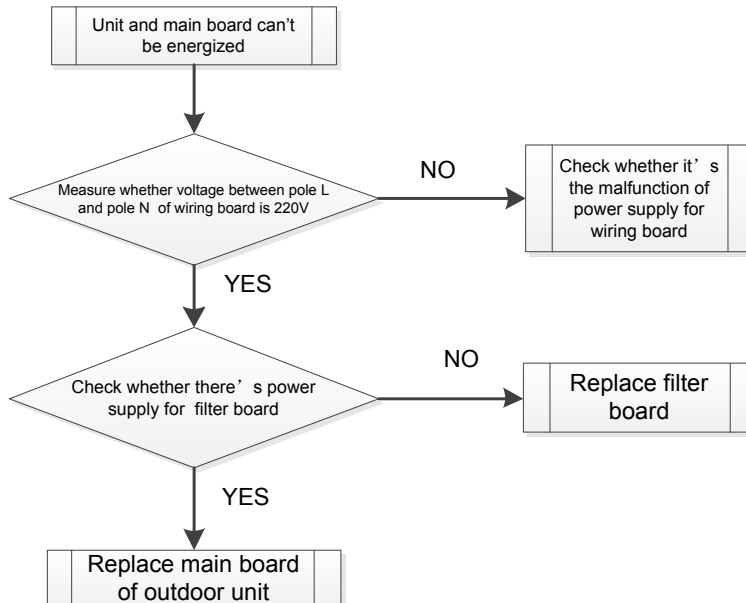 Unit and main board can't
be energized
Measure whether voltage between pole L
and pole N of wiring board is 220V
NO
Check whether it’ s
the malfunction of
power supply for
wiring board
YES
Check whether there’ s power
supply for filter board
NO
Replace filter
board
YES
Replace main board
of outdoor unit